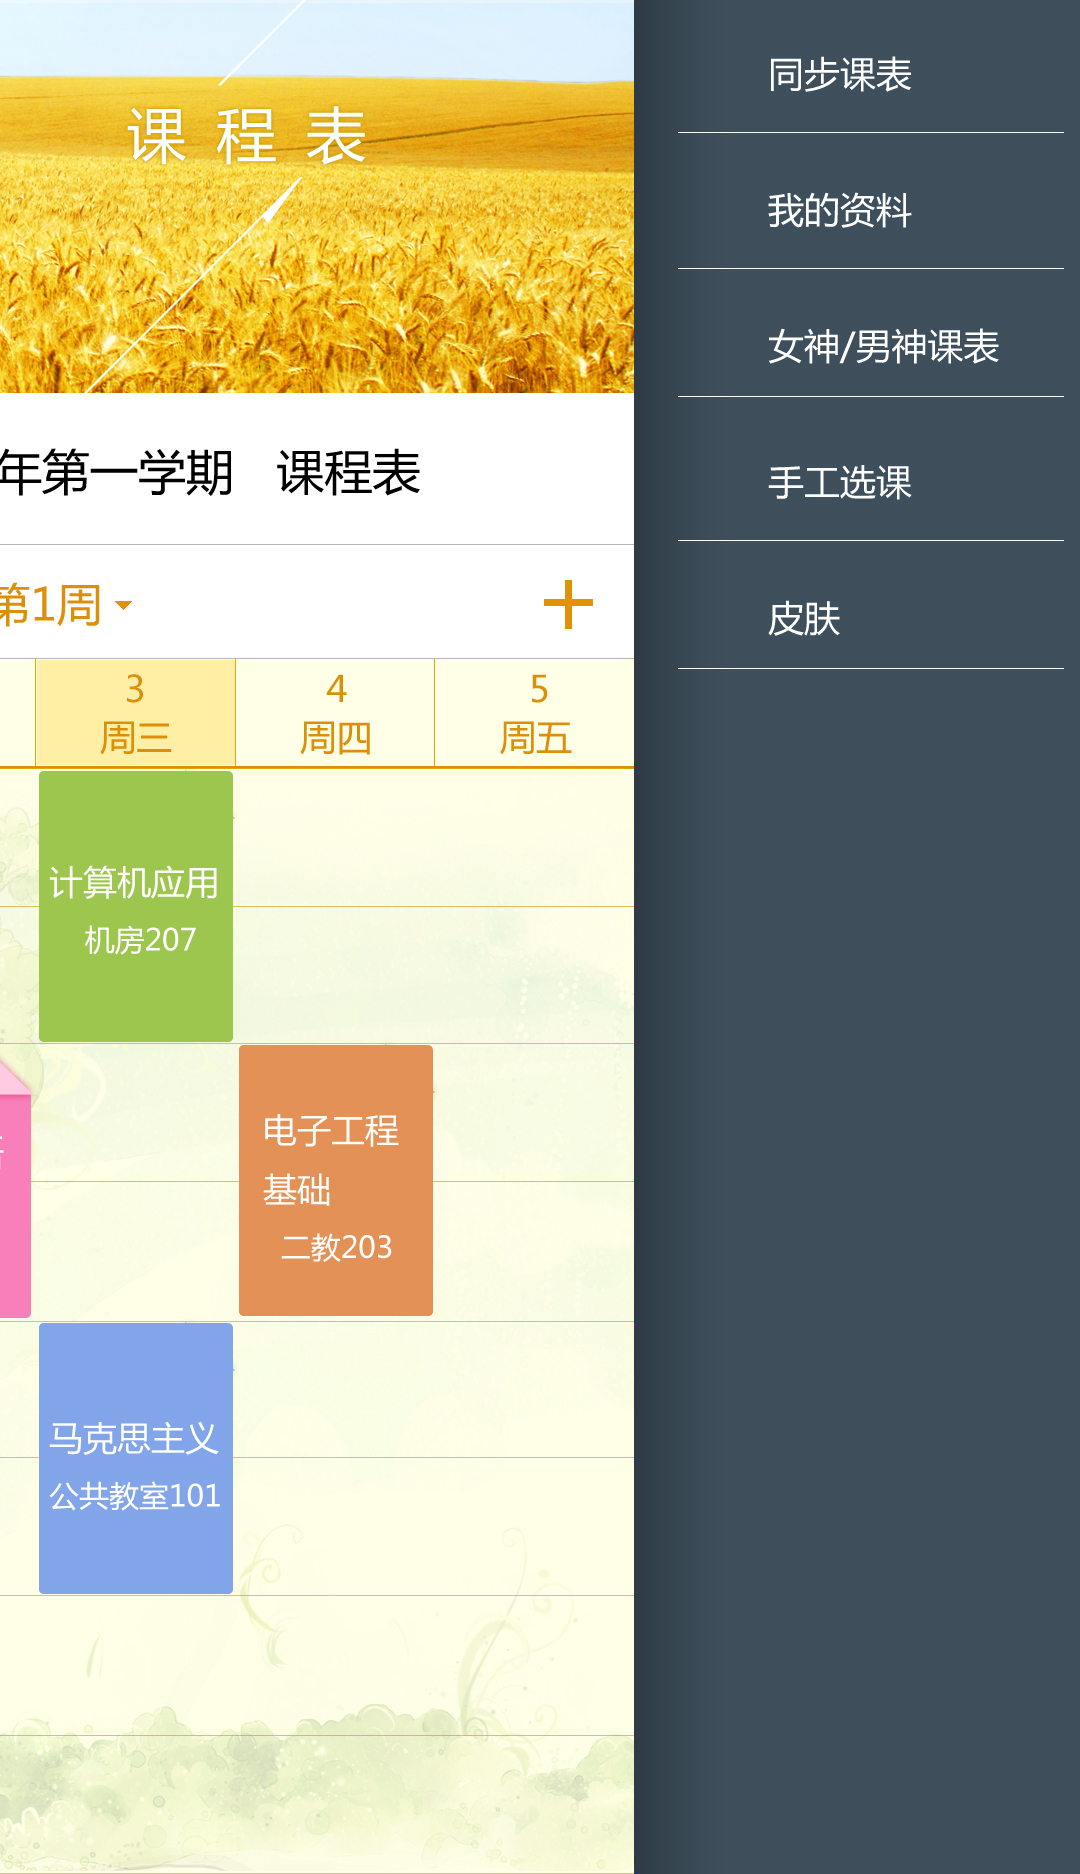 课程表
年第一学期 课程表
第1周
3
周三
4
周四
5
周五
计算机应用
机房207
电子工程
基础
二教203
马克思主义
公共教室101
同步课表
我的资料
女神/男神课表
手工选课
皮肤